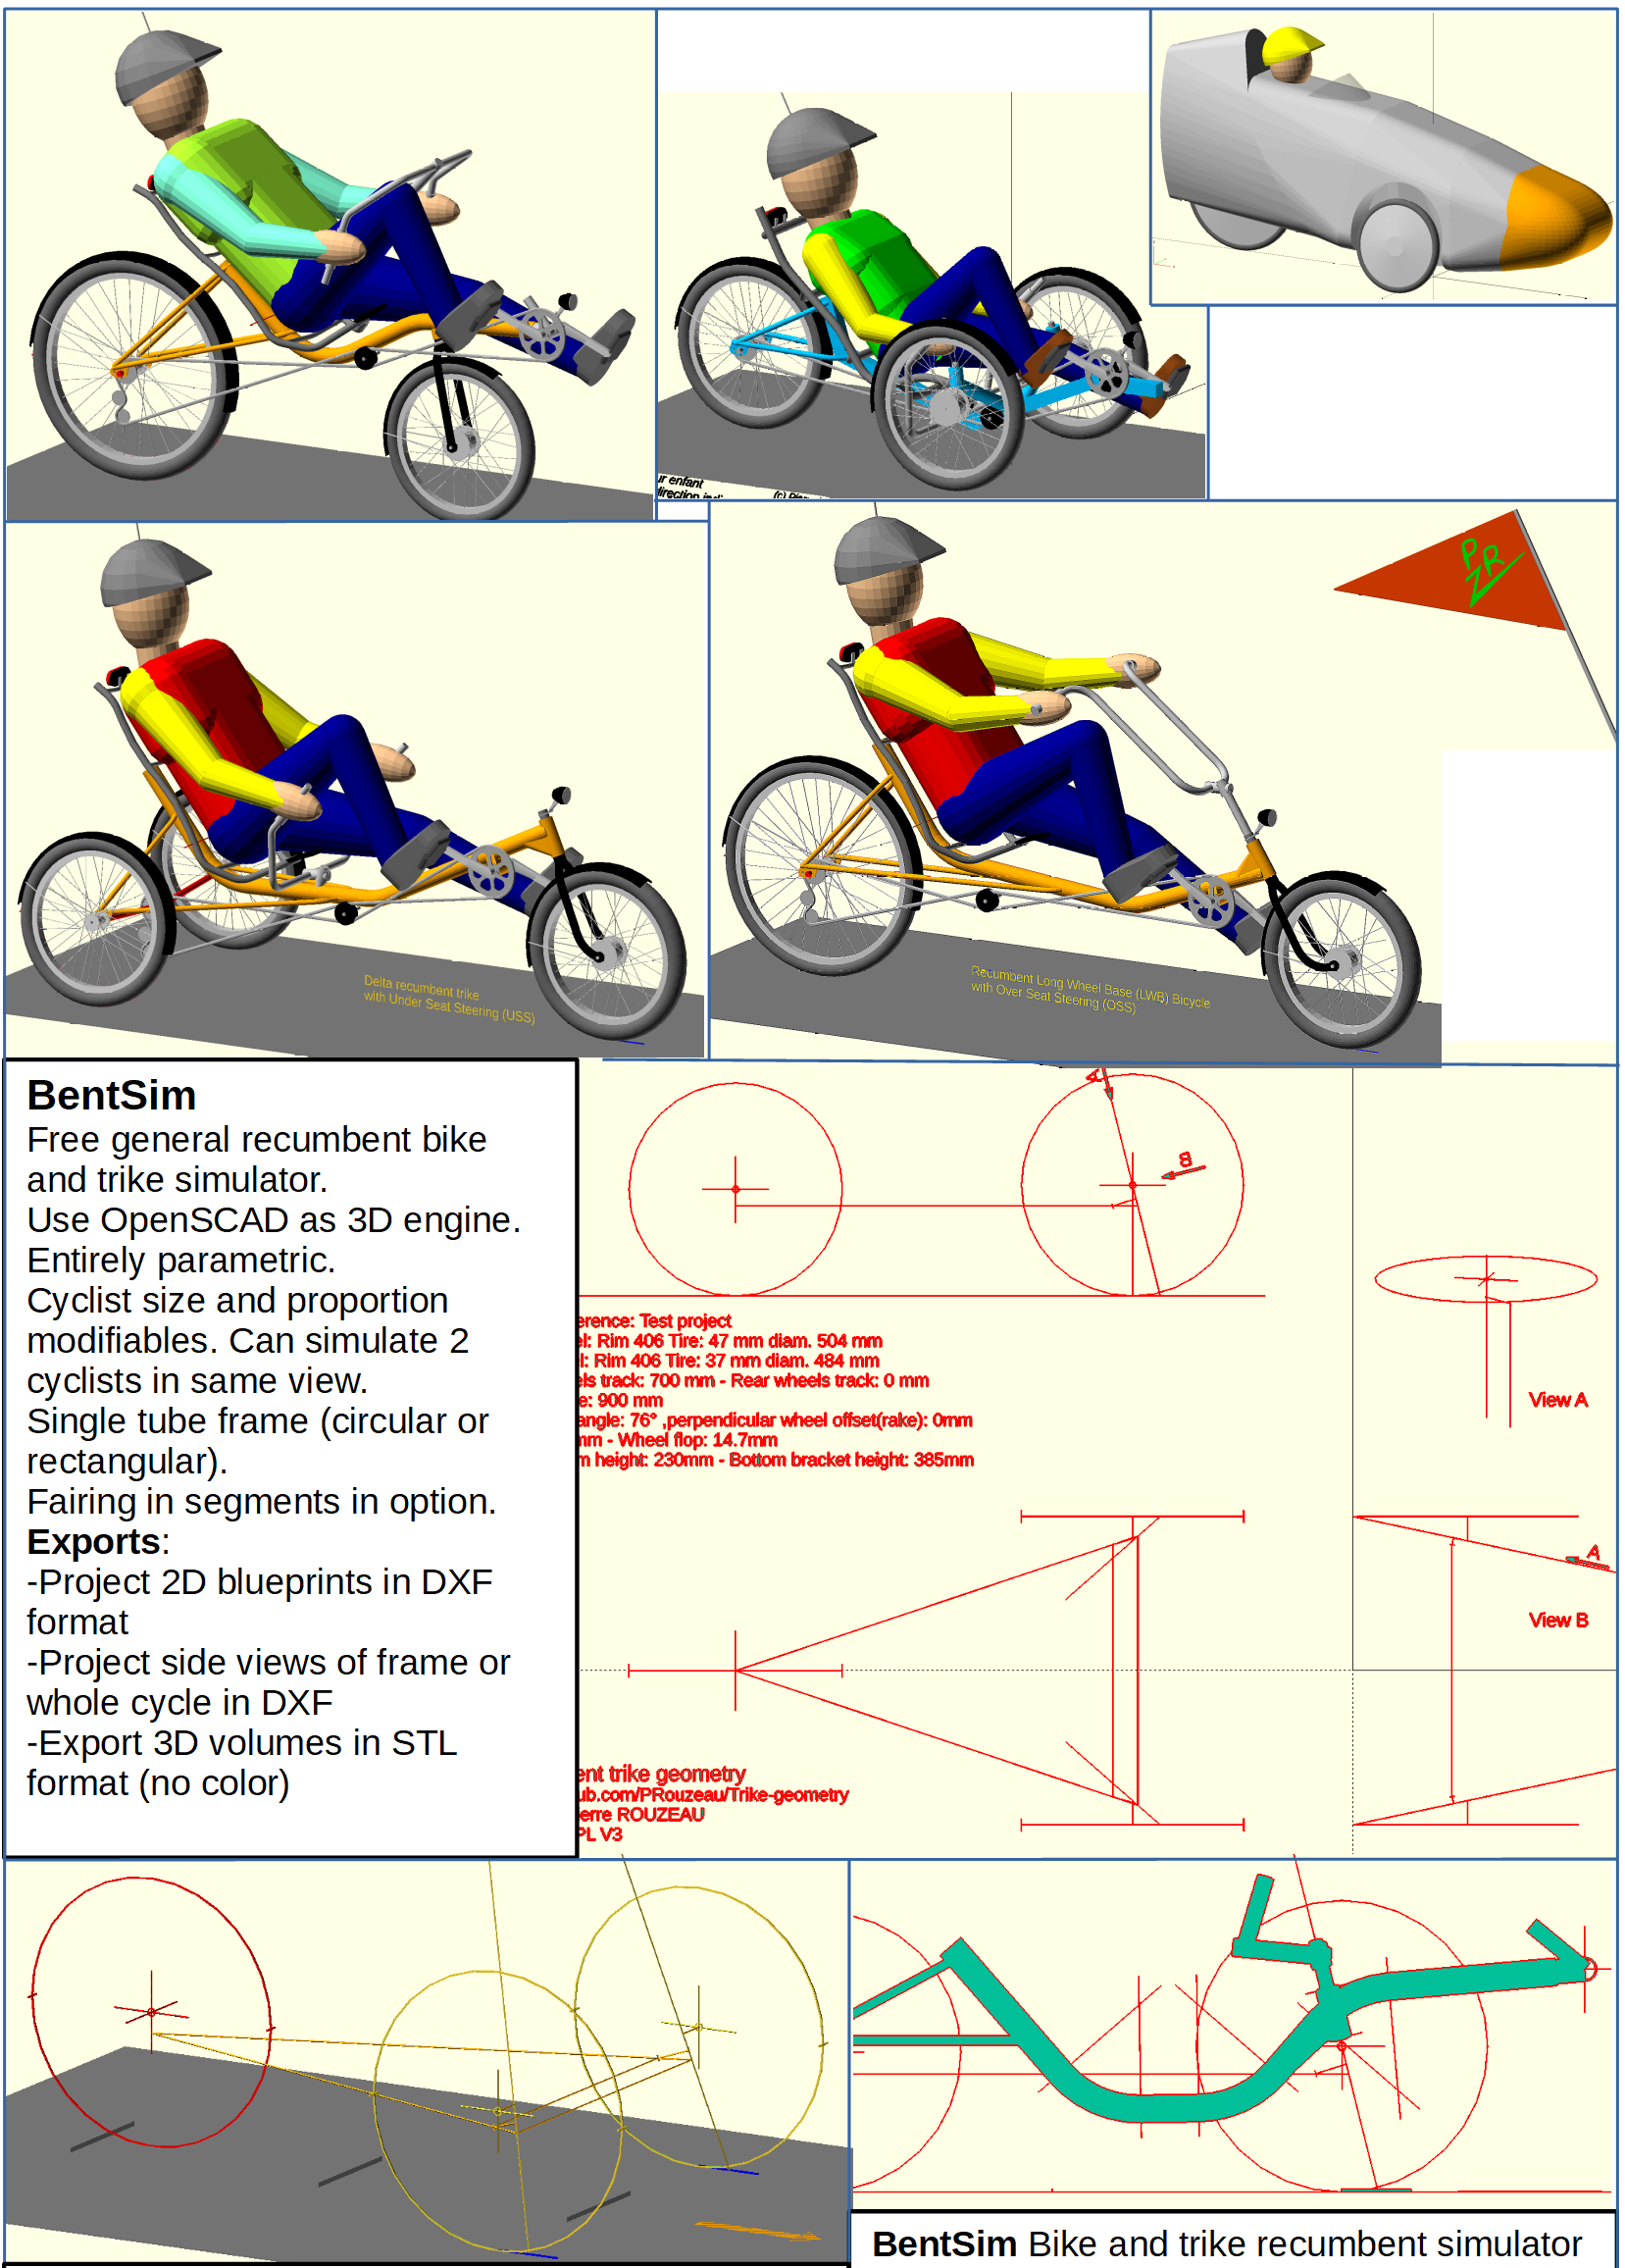 ur enfant
(c) Pier
P
ZR
Delta recumbent trike
with Under Seat Steering (USS)
Recumbent Long Wheel Base (LWB) Bicycle
with Over Seat Steering (OSS)
BentSim
Free general recumbent bike
and trike simulator.
Use OpenSCAD as 3D engine.
Entirely parametric.
Cyclist size and proportion
modifiables. Can simulate 2
cyclists in same view.
Single tube frame (circular or
rectangular).
Fairing in segments in option.
Exports:
-Project 2D blueprints in DXF
format
-Project side views of frame or
whole cycle in DXF
-Export 3D volumes in STL
format (no color)
A
B
erence: Test project
el: Rim 406 Tire: 47 mm diam. 504 mm
el: Rim 406 Tire: 37 mm diam. 484 mm
els track: 700 mm - Rear wheels track: 0 mm
e: 900 mm
angle: 76° ,perpendicular wheel offset(rake): 0mm
mm - Wheel flop: 14.7mm
m height: 230mm - Bottom bracket height: 385mm
View A
A
View B
ent trike geometry
ub.com/PRouzeau/Trike-geometry
erre ROUZEAU
PL V3
BentSim Bike and trike recumbent simulator